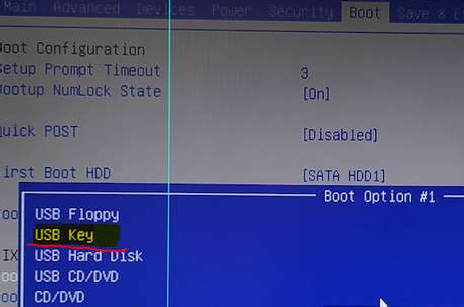 Main Advanced Devices Power Security Boot Save & E
Boot Configuration
Setup Prompt Timeout 3
Bootup NumLock State [On]
Quick POST [Disabled]
First Boot HDD [SATA HDD1]
Boot Option #1
USB Floppy
USB Key
USB Hard Disk
USB CD/DVD
CD/DVD